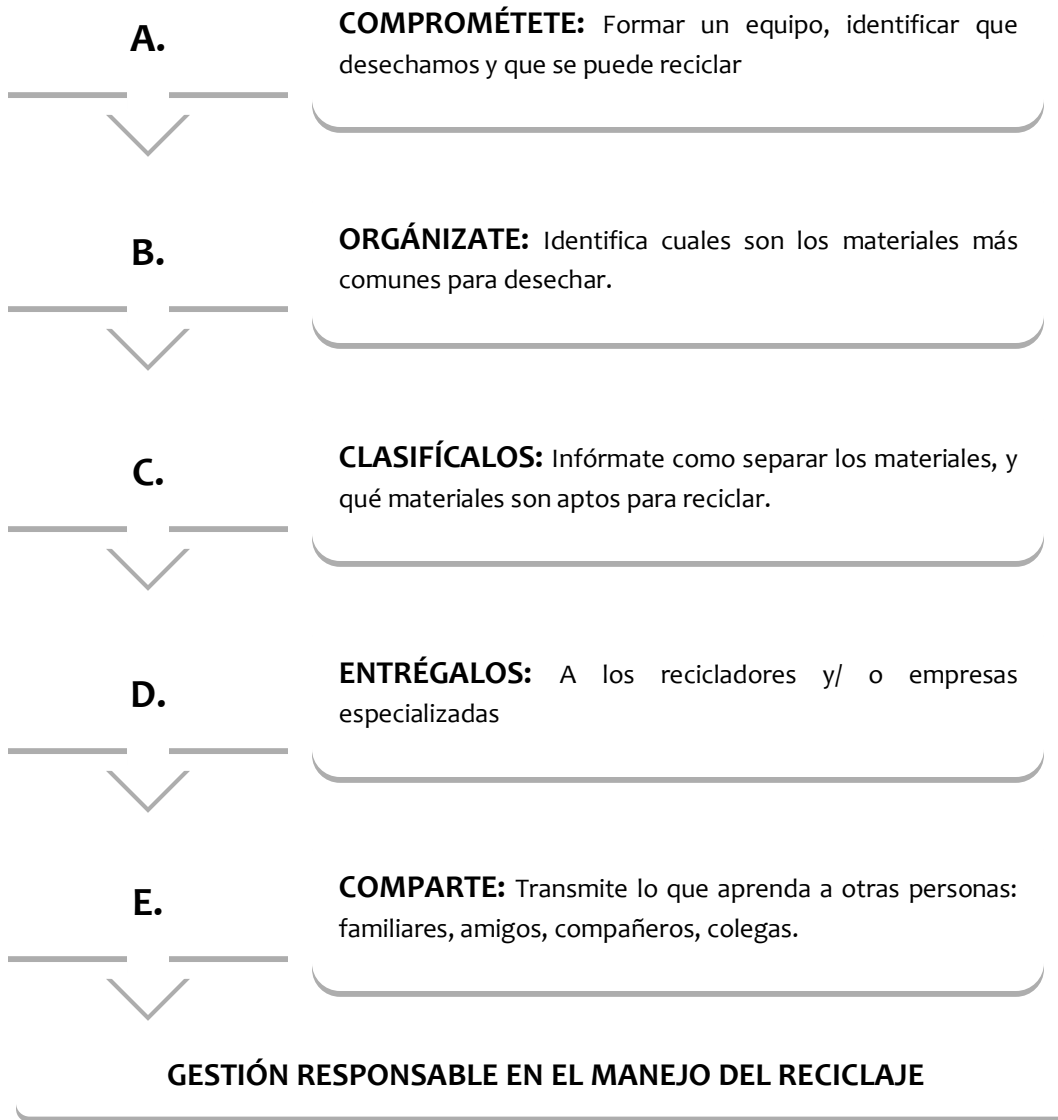 A.
COMPROMÉTETE: Formar un equipo, identificar que
desechamos y que se puede reciclar
B.
ORGÁNIZATE: Identifica cuales son los materiales más
comunes para desechar.
C.
CLASIFÍCALOS: Infórmate como separar los materiales, y
qué materiales son aptos para reciclar.
D.
ENTRÉGALOS: A los recicladores y/ o empresas
especializadas
E.
COMPARTE: Transmite lo que aprenda a otras personas:
familiares, amigos, compañeros, colegas.
GESTIÓN RESPONSABLE EN EL MANEJO DEL RECICLAJE